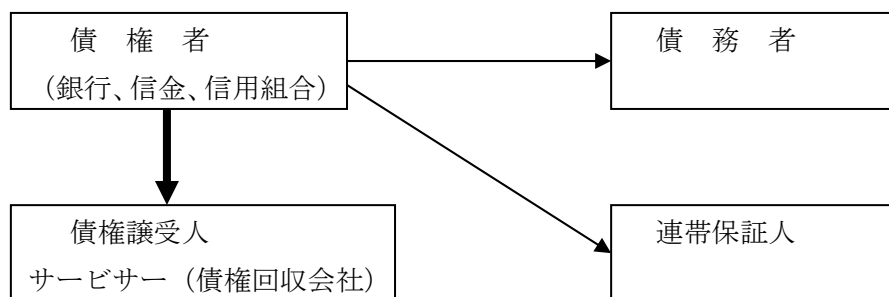 債　権　者
（銀行、信金、信用組合）
債　務　者
債権譲受人
サービサー（債権回収会社）
連帯保証人